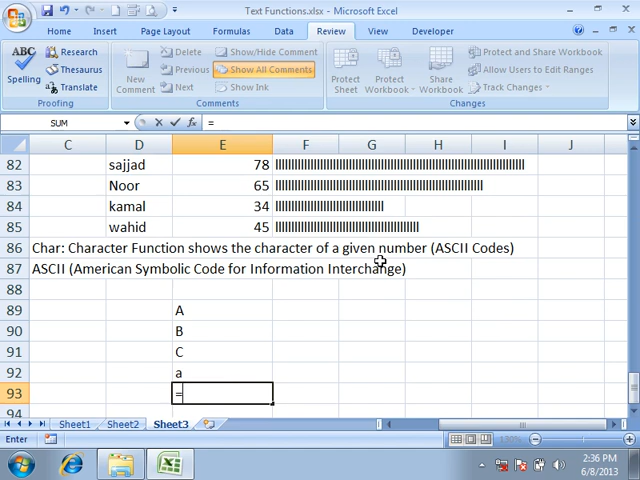 Text Functions.xlsx - Microsoft Excel
Home Insert Page Layout Formulas Data Review View Developer
ABC Spelling Research Thesaurus Translate
New Comment Delete Previous Next Show/Hide Comment Show All Comments Show Ink
Protect Sheet Protect Workbook Share Workbook Protect and Share Workbook Allow Users to Edit Ranges Track Changes
Proofing Comments Changes
SUM =
C D E F G H I J
82 sajjad 78
83 Noor 65
84 kamal 34
85 wahid 45
86 Char: Character Function shows the character of a given number (ASCII Codes)
87 ASCII (American Symbolic Code for Information Interchange)
88
89 A
90 B
91 C
92 a
93 =
94
Sheet1 Sheet2 Sheet3
Enter 130%
2:36 PM
6/8/2013